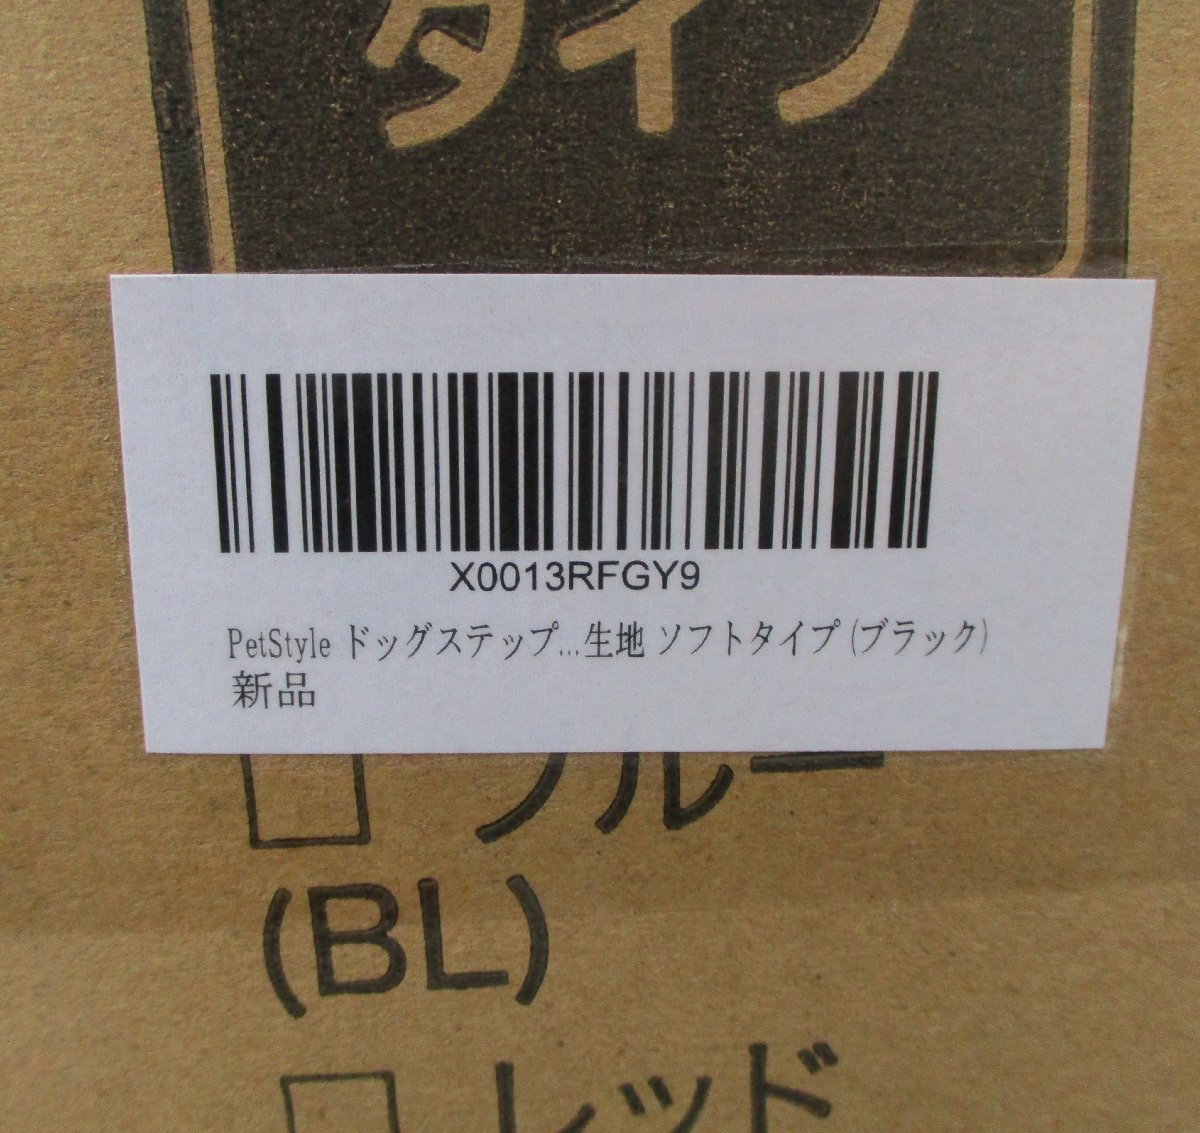 タイプ
X0013RFGY9
PetStyle ドッグステップ...生地 ソフトタイプ (ブラック)
新品
ブルー
(BL)
レッド